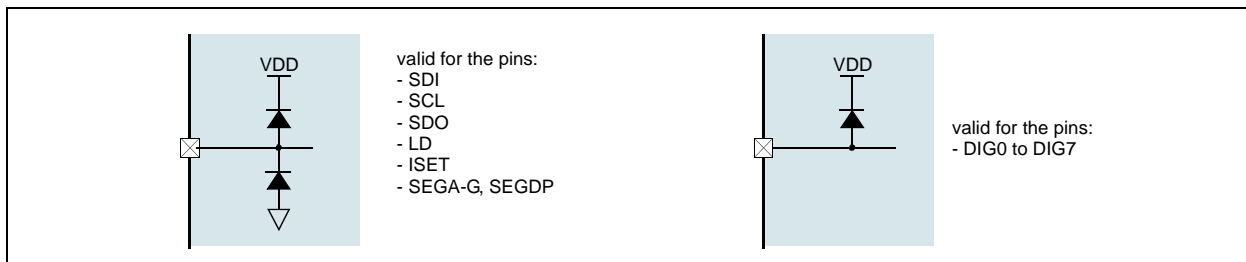 VDD
valid for the pins:
- SDI
- SCL
- SDO
- LD
- ISET
- SEGA-G, SEGDP
VDD
valid for the pins:
- DIG0 to DIG7